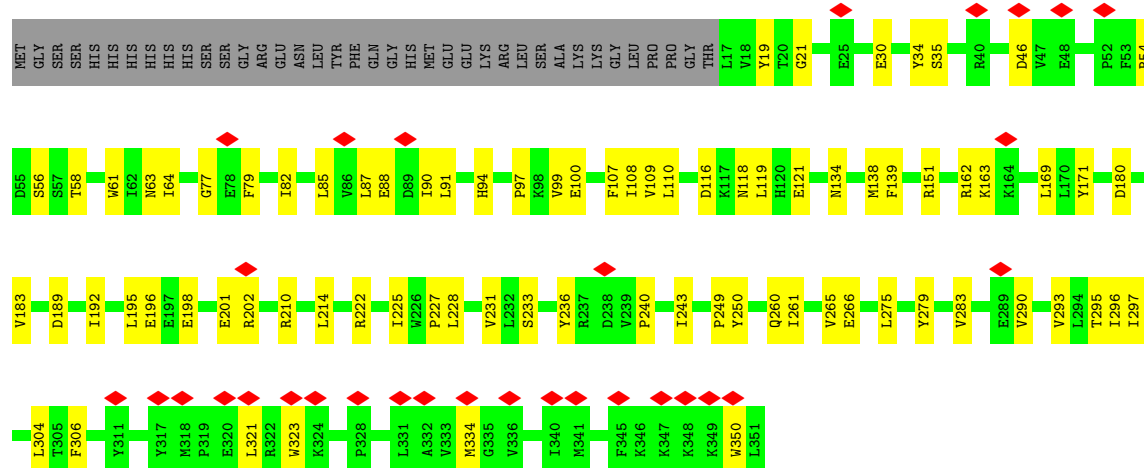 MET GLY SER SER HIS HIS HIS HIS HIS HIS SER SER GLY ARG GLU ASN LEU TYR PHE GLN GLY HIS MET GLU GLU LYS ARG LEU SER ALA LYS LYS GLY LEU PRO PRO GLY THR L17 V18 Y19 T20 G21 E25 E30 Y34 S35 R40 D46 V47 E48 P52 F53 R54
D55 S56 S57 T58 W61 I62 N63 I64 G77 E78 F79 I82 L85 V86 L87 E88 D89 I90 L91 H94 P97 K98 V99 E100 F107 I108 V109 L110 D116 K117 N118 L119 H120 E121 N134 M138 F139 R151 R162 K163 K164 L169 L170 Y171 D180
V183 D189 I192 L195 E196 E197 E198 E201 R202 R210 L214 R222 I225 W226 P227 L228 V231 L232 S233 Y236 R237 D238 V239 P240 I243 P249 Y250 Q260 I261 V265 E266 L275 Y279 V283 E289 V290 V293 L294 T295 I296 I297
L304 T305 F306 Y311 Y317 M318 P319 E320 L321 R322 W323 K324 P328 L331 A332 V333 M334 G335 V336 I340 M341 F345 K346 K347 K348 K349 W350 L351